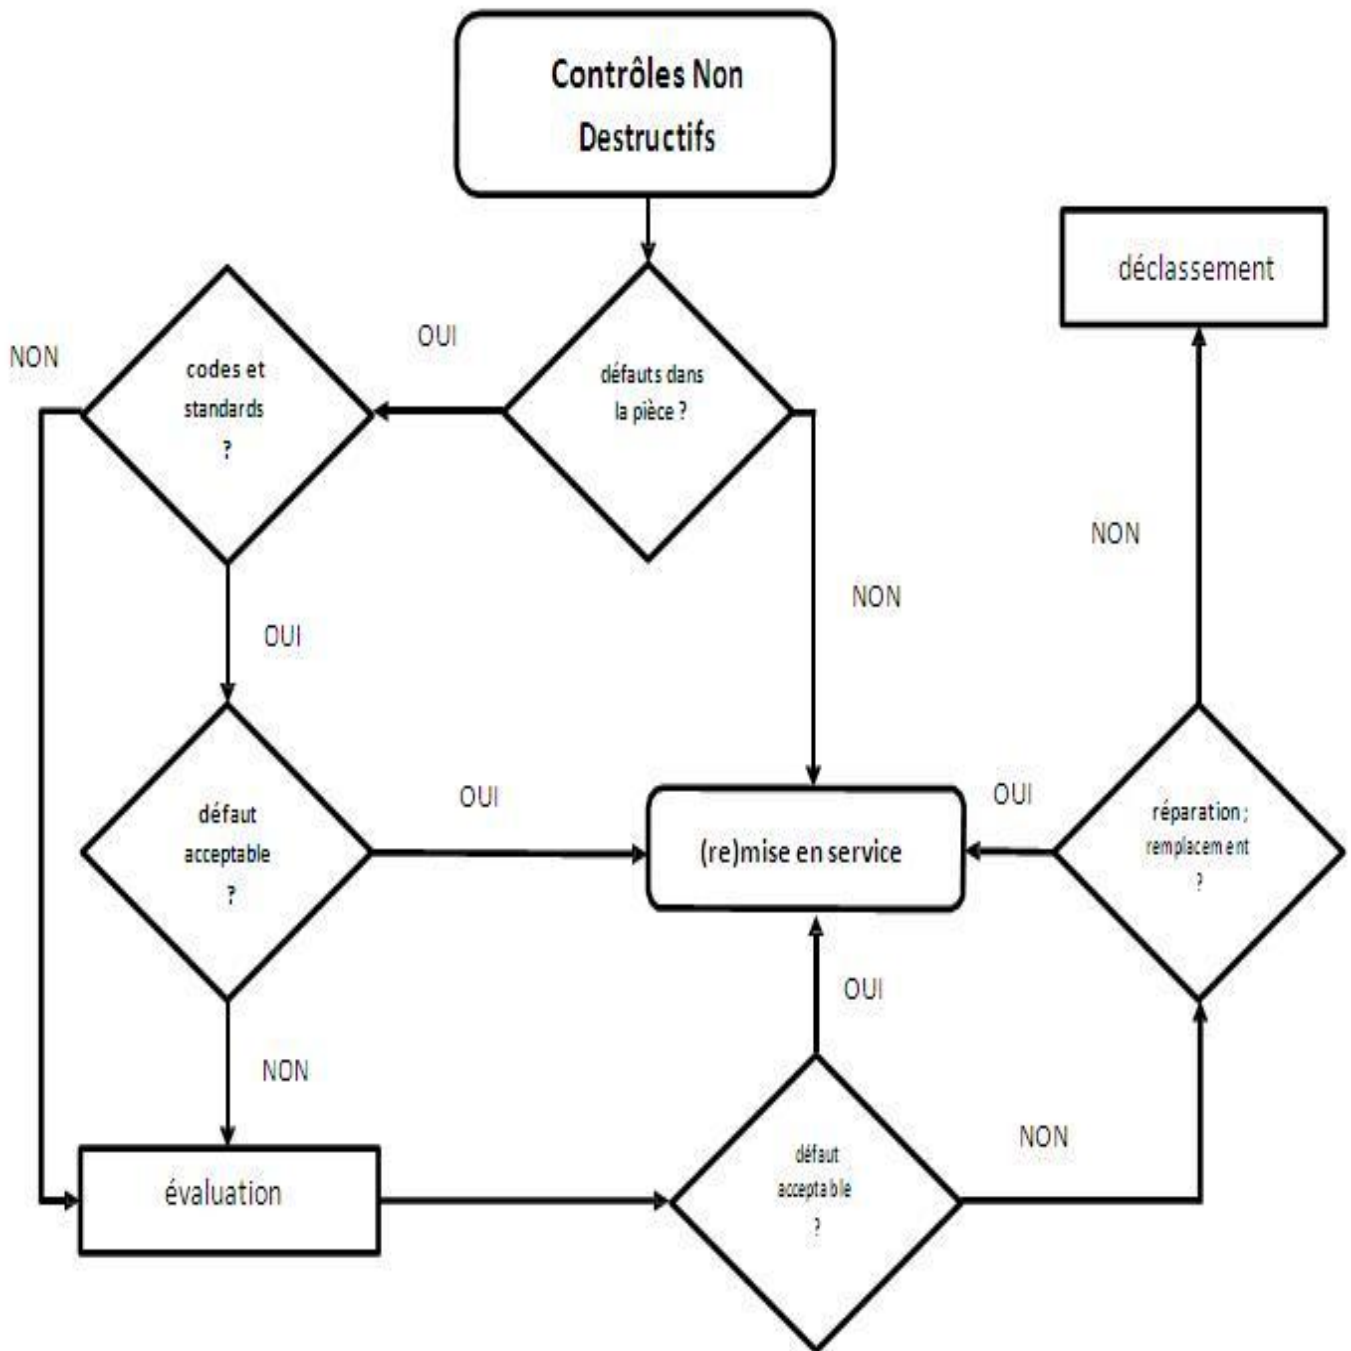 Contrôles Non
Destructifs
déclassement
NON
codes et
standards
?
OUI
défauts dans
la pièce ?
NON
NON
OUI
défaut
acceptable
?
OUI
(re)mise en service
OUI
réparation ;
remplacement
?
OUI
NON
évaluation
défaut
acceptable
?
NON